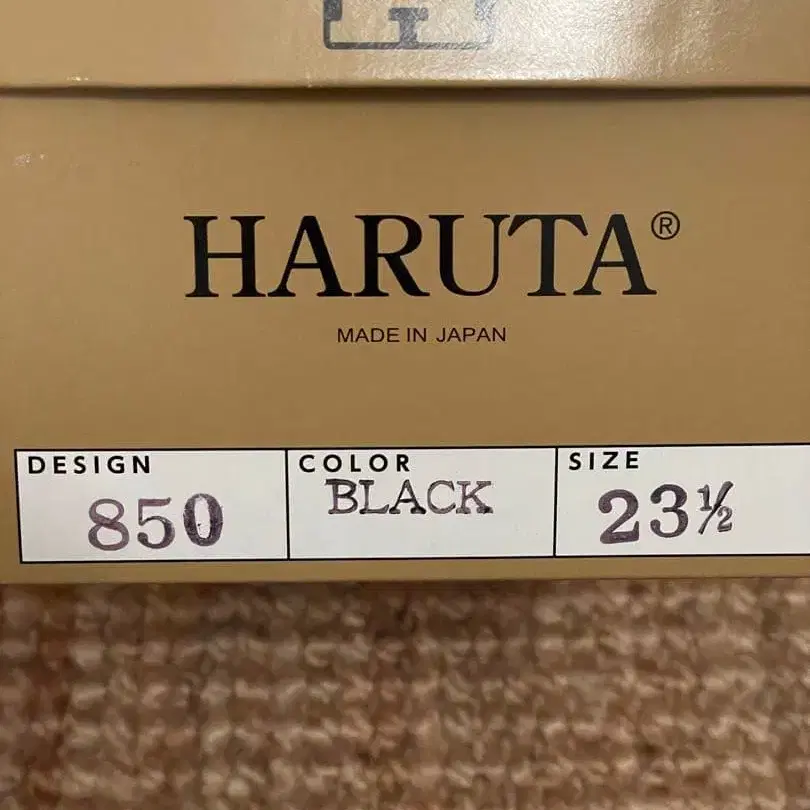 HARUTA®
MADE IN JAPAN
DESIGN COLOR SIZE
850 BLACK 23½